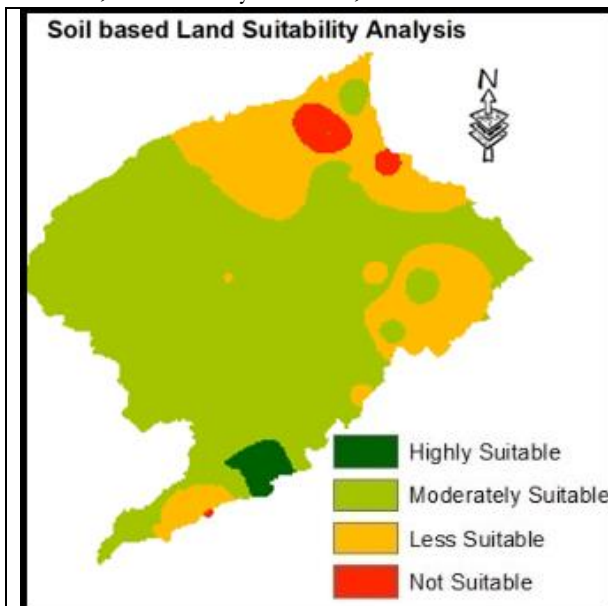 Soil based Land Suitability Analysis
N
Highly Suitable
Moderately Suitable
Less Suitable
Not Suitable